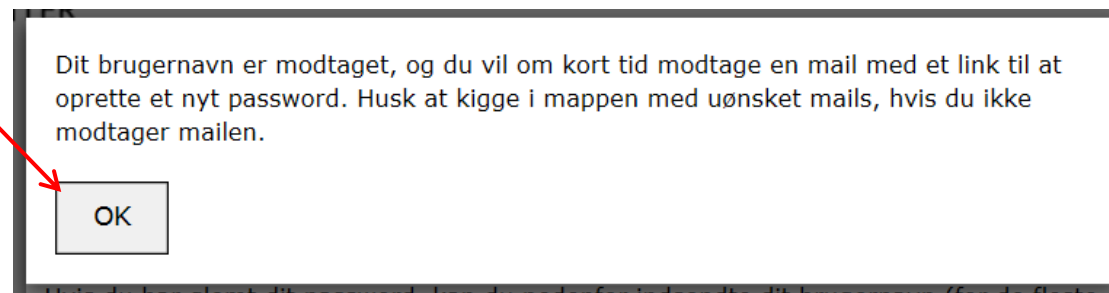 Dit brugernavn er modtaget, og du vil om kort tid modtage en mail med et link til at
oprette et nyt password. Husk at kigge i mappen med uønsket mails, hvis du ikke
modtager mailen.
OK